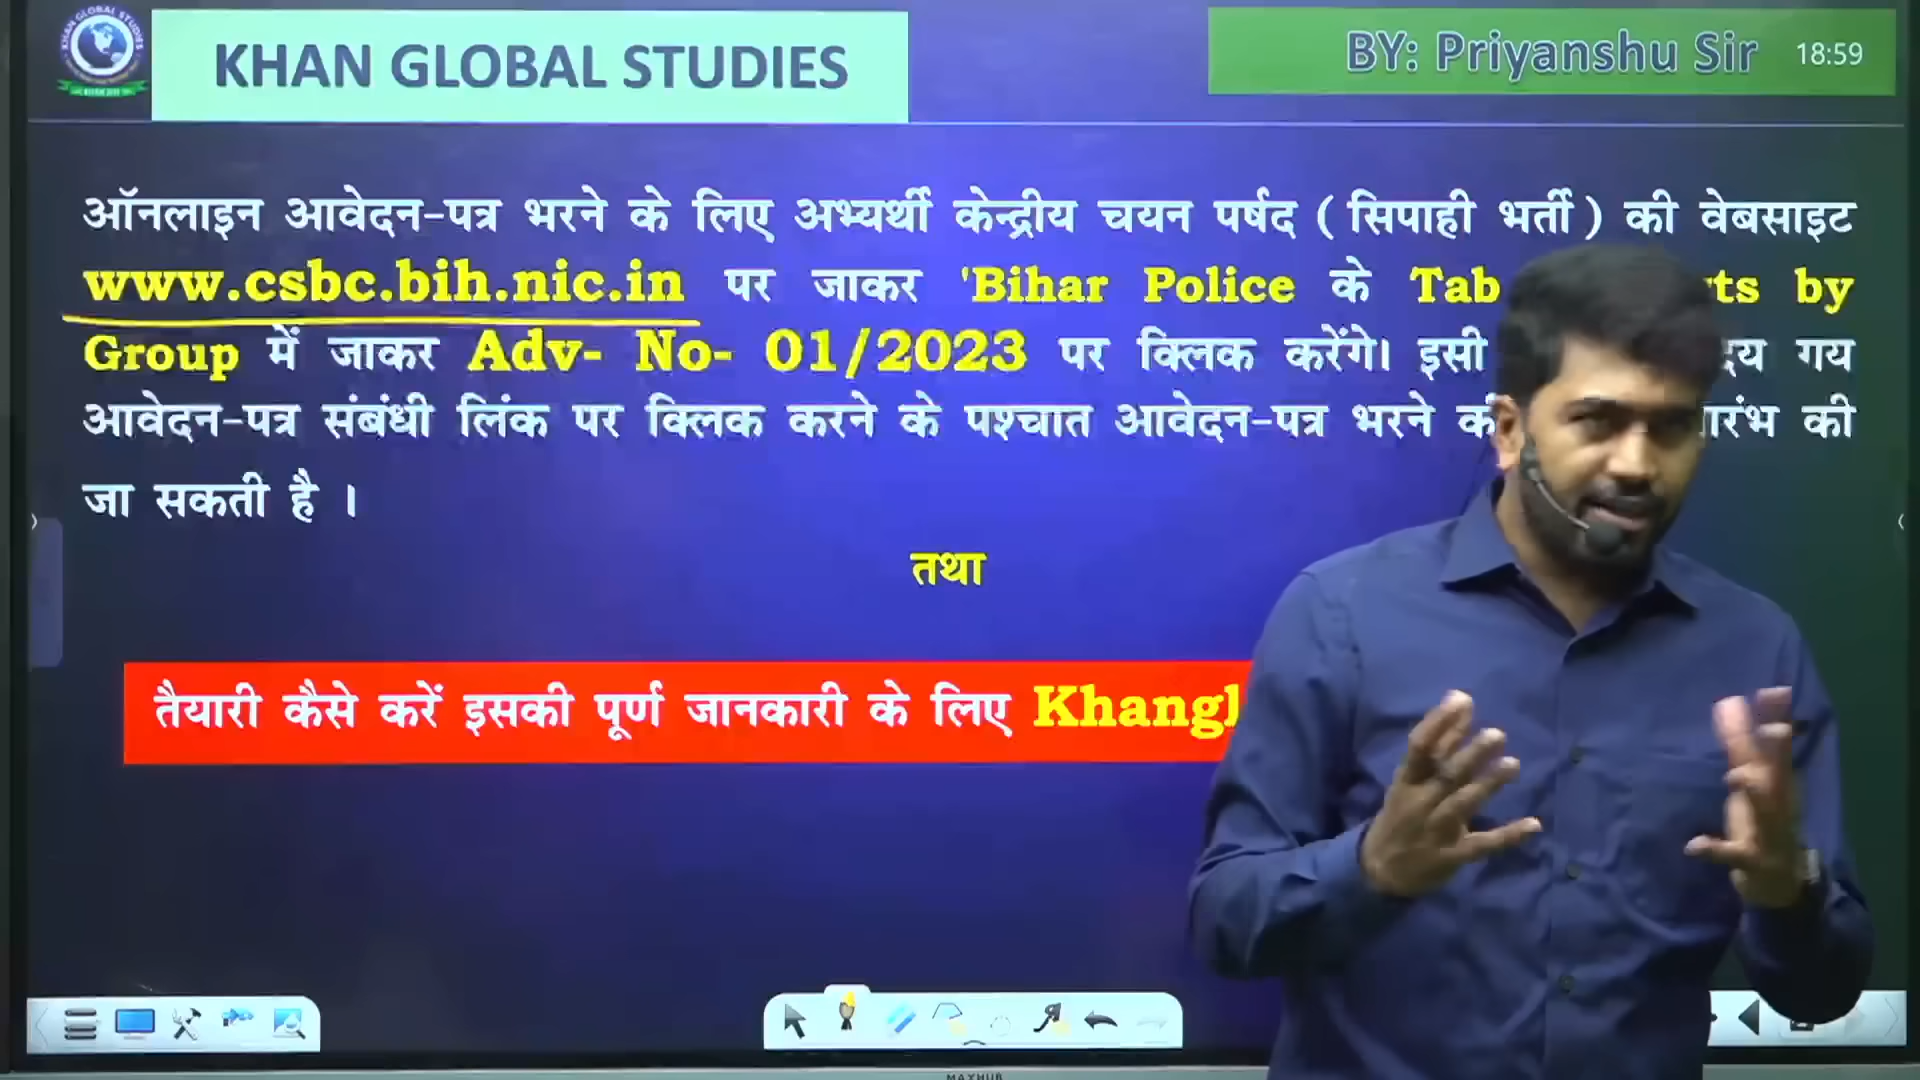 KHAN GLOBAL STUDIES
BY: Priyanshu Sir 18:59
ऑनलाइन आवेदन-पत्र भरने के लिए अभ्यर्थी केन्द्रीय चयन पर्षद ( सिपाही भर्ती ) की वेबसाइट
www.csbc.bih.nic.in पर जाकर 'Bihar Police के Tab by
Group में जाकर Adv- No- 01/2023 पर क्लिक करेंगे। इसी गय
आवेदन-पत्र संबंधी लिंक पर क्लिक करने के पश्चात आवेदन-पत्र भरने की
जा सकती है ।
तथा
तैयारी कैसे करें इसकी पूर्ण जानकारी के लिए
MAXHUB